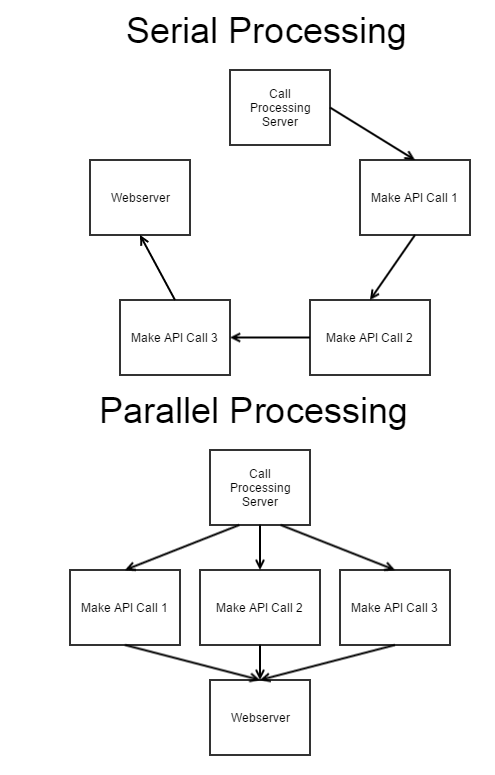 Serial Processing
Call
Processing
Server
Webserver
Make API Call 1
Make API Call 3
Make API Call 2
Parallel Processing
Call
Processing
Server
Make API Call 1
Make API Call 2
Make API Call 3
Webserver